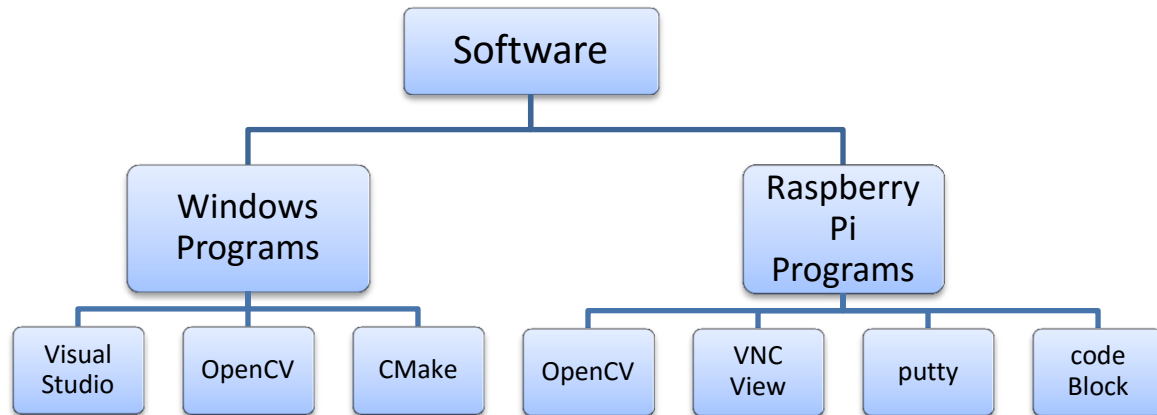 Software
Windows
Programs
Raspberry
Pi
Programs
Visual
Studio
OpenCV
CMake
OpenCV
VNC
View
putty
code
Block